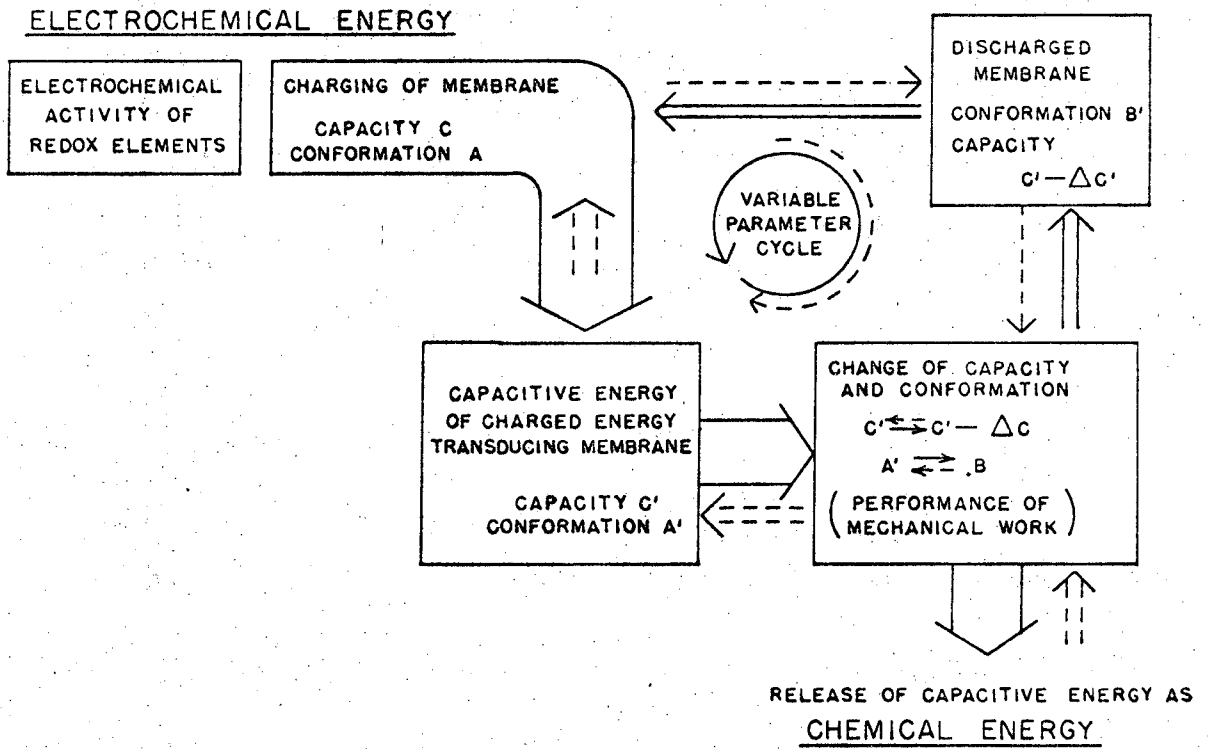 ELECTROCHEMICAL ENERGY
ELECTROCHEMICAL
ACTIVITY OF
REDOX ELEMENTS
CHARGING OF MEMBRANE
CAPACITY C
CONFORMATION A
DISCHARGED
MEMBRANE
CONFORMATION B'
CAPACITY
C' — △C'
VARIABLE
PARAMETER
CYCLE
CAPACITIVE ENERGY
OF CHARGED ENERGY
TRANSDUCING MEMBRANE
CAPACITY C'
CONFORMATION A'
CHANGE OF CAPACITY
AND CONFORMATION
C' ⇄ C' — △C
A' ⇄ B
(PERFORMANCE OF
MECHANICAL WORK)
RELEASE OF CAPACITIVE ENERGY AS
CHEMICAL ENERGY